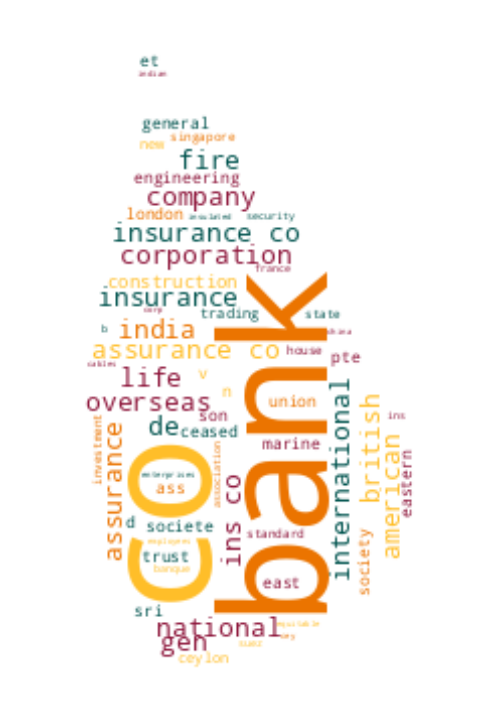 et
indian
general
singapore
new
fire
engineering
company
london
insulated
security
insurance co
corporation
france
construction
insurance
corp
trading
state
b
india
china
assurance co
house
pte
cables
life
v
n
overseas
union
son
deceased
marine
international
british
ins
american
eastern
investment
assurance
co
bank
association
enterprises
ass
ins co
d
societe
standard
employees
trust
banque
east
society
sri
national
equitable
gen
ceylon